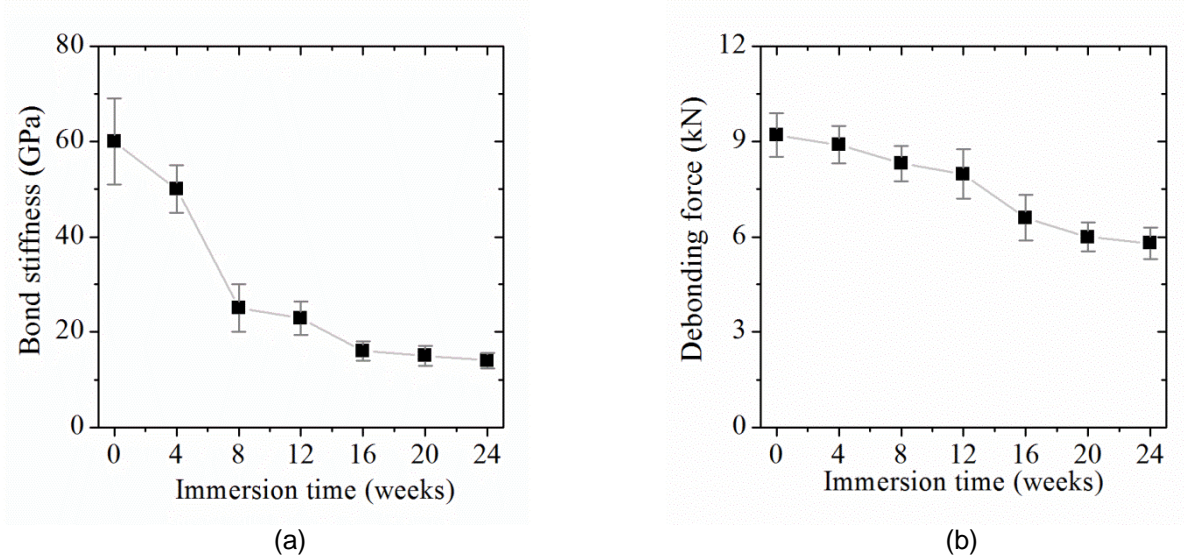 80
60
40
20
0
Bond stiffness (GPa)
0 4 8 12 16 20 24
Immersion time (weeks)
(a)
12
9
6
3
0
Debonding force (kN)
0 4 8 12 16 20 24
Immersion time (weeks)
(b)